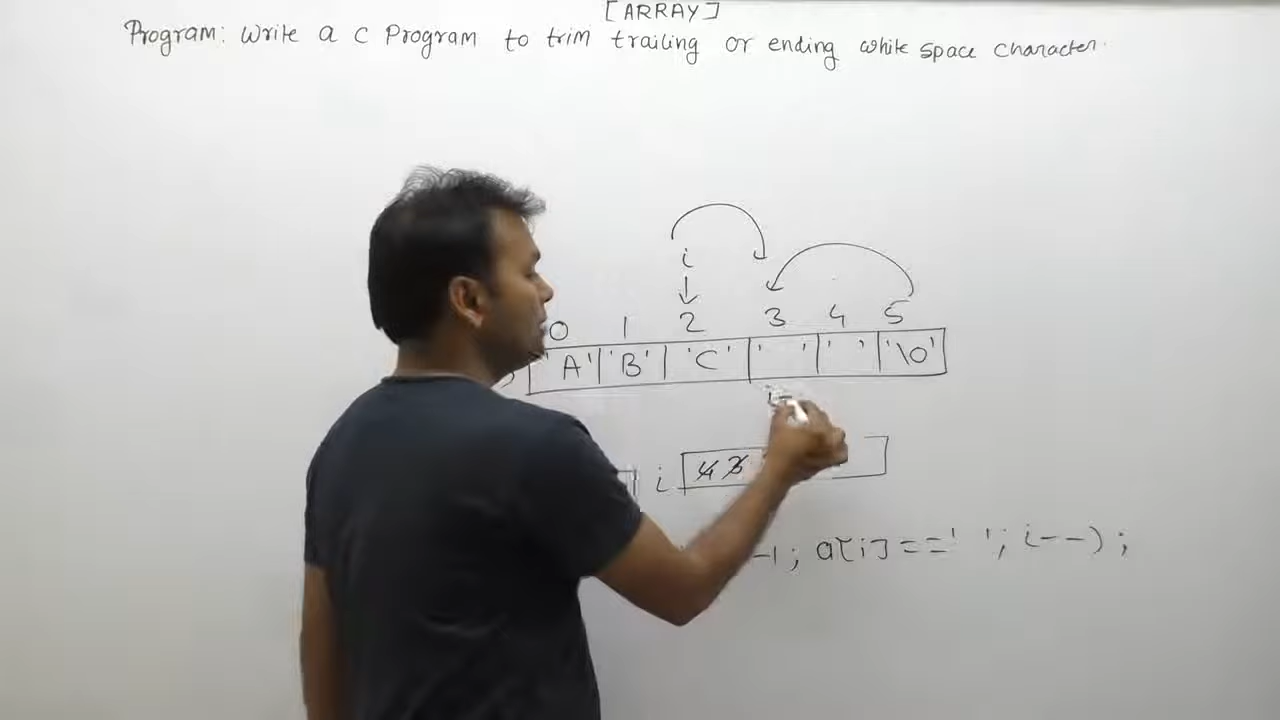 [ARRAY]
Program: Write a C Program to trim trailing or ending white space character.
i
0 1 2 3 4 5
'A' 'B' 'C' ' ' ' ' '\0'
i 4 3
-1; a[i]==' '; i--);